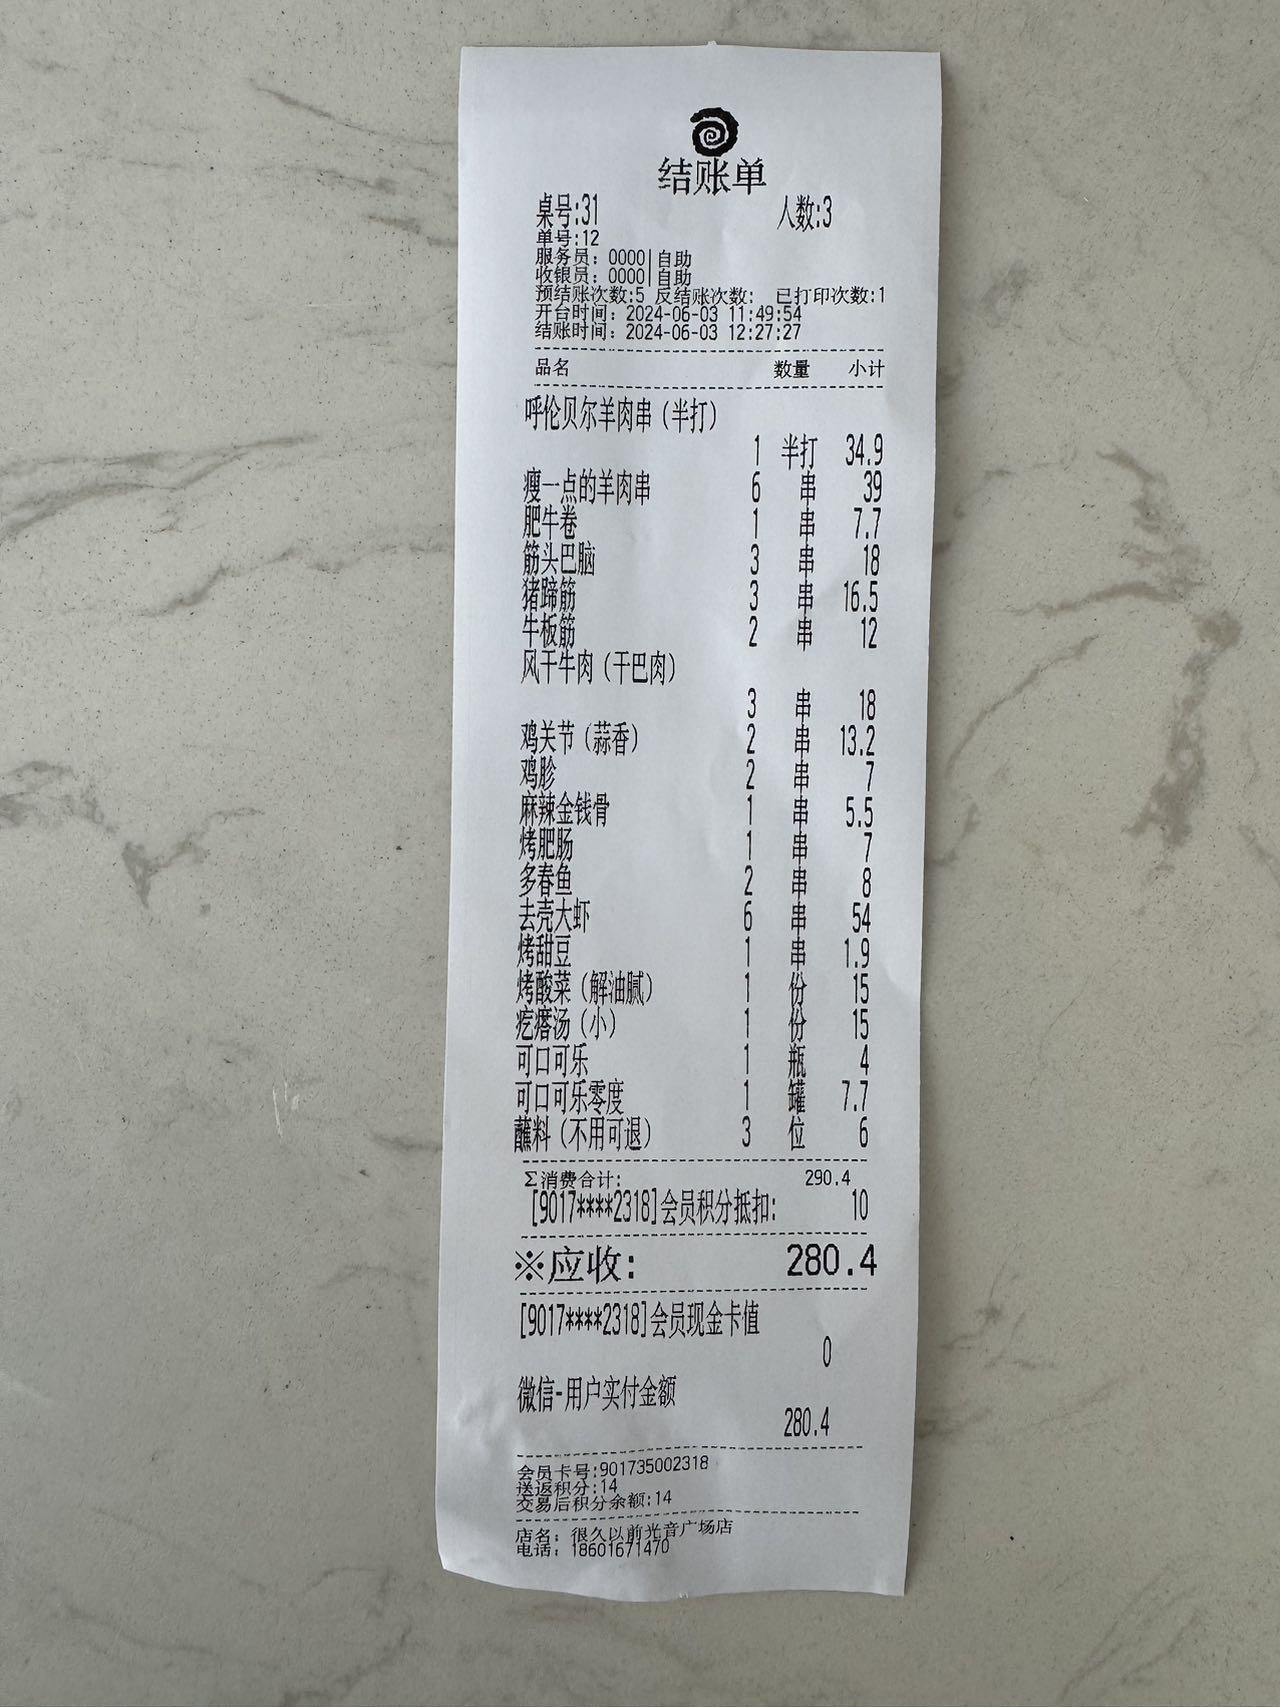 结账单
桌号:31 人数:3
单号:12
服务员: 0000|自助
收银员: 0000|自助
预结账次数:5 反结账次数: 已打印次数:1
开台时间: 2024-06-03 11:49:54
结账时间: 2024-06-03 12:27:27
品名 数量 小计
呼伦贝尔羊肉串(半打)
1 半打 34.9
瘦一点的羊肉串 6 串 39
肥牛卷 1 串 7.7
筋头巴脑 3 串 18
猪蹄筋 3 串 16.5
牛板筋 2 串 12
风干牛肉(干巴肉)
3 串 18
鸡关节(蒜香) 2 串 13.2
鸡胗 2 串 7
麻辣金钱骨 1 串 5.5
烤肥肠 1 串 7
多春鱼 2 串 8
去壳大虾 6 串 54
烤甜豆 1 串 1.9
烤酸菜(解油腻) 1 份 15
疙瘩汤(小) 1 份 15
可口可乐 1 瓶 4
可口可乐零度 1 罐 7.7
蘸料(不用可退) 3 位 6
Σ消费合计: 290.4
[9017****2318]会员积分抵扣: 10
※应收: 280.4
[9017****2318]会员现金卡值
0
微信-用户实付金额
280.4
会员卡号:901735002318
送返积分:14
交易后积分余额:14
店名: 很久以前光音广场店
电话: 18601671470